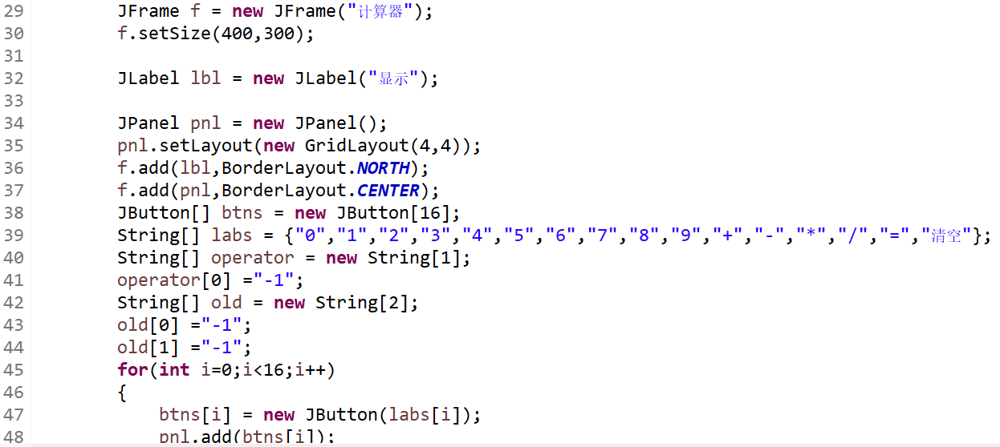 29 JFrame f = new JFrame("计算器");
30 f.setSize(400,300);
31
32 JLabel lbl = new JLabel("显示");
33
34 JPanel pnl = new JPanel();
35 pnl.setLayout(new GridLayout(4,4));
36 f.add(lbl,BorderLayout.NORTH);
37 f.add(pnl,BorderLayout.CENTER);
38 JButton[] btns = new JButton[16];
39 String[] labs = {"0","1","2","3","4","5","6","7","8","9","+","-","*","/","=","清空"};
40 String[] operator = new String[1];
41 operator[0] ="-1";
42 String[] old = new String[2];
43 old[0] ="-1";
44 old[1] ="-1";
45 for(int i=0;i<16;i++)
46 {
47 btns[i] = new JButton(labs[i]);
48 pnl.add(btns[i]);